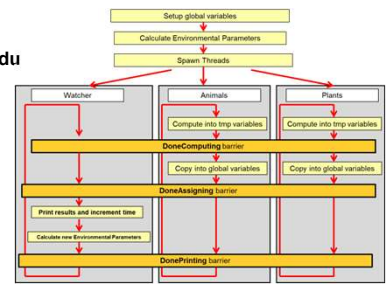 Setup global variables
Calculate Environmental Parameters
du
Spawn Threads
Watcher
Animals
Plants
Compute into tmp variables
Compute into tmp variables
DoneComputing barrier
Copy into global variables
Copy into global variables
DoneAssigning barrier
Print results and increment time
Calculate new Environmental Parameters
DonePrinting barrier